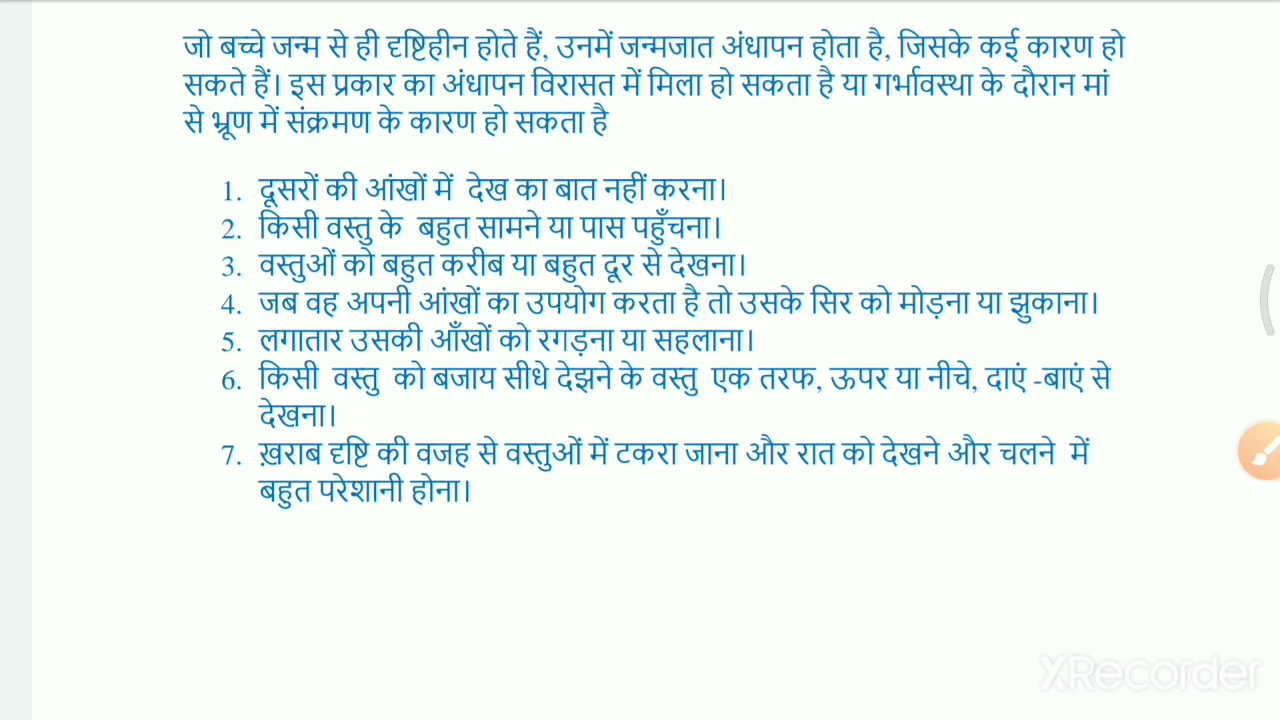 जो बच्चे जन्म से ही दृष्टिहीन होते हैं, उनमें जन्मजात अंधापन होता है, जिसके कई कारण हो
सकते हैं। इस प्रकार का अंधापन विरासत में मिला हो सकता है या गर्भावस्था के दौरान मां
से भ्रूण में संक्रमण के कारण हो सकता है
1. दूसरों की आंखों में देख का बात नहीं करना।
2. किसी वस्तु के बहुत सामने या पास पहुँचना।
3. वस्तुओं को बहुत करीब या बहुत दूर से देखना।
4. जब वह अपनी आंखों का उपयोग करता है तो उसके सिर को मोड़ना या झुकाना।
5. लगातार उसकी आँखों को रगड़ना या सहलाना।
6. किसी वस्तु को बजाय सीधे देझने के वस्तु एक तरफ, ऊपर या नीचे, दाएं -बाएं से
देखना।
7. ख़राब दृष्टि की वजह से वस्तुओं में टकरा जाना और रात को देखने और चलने में
बहुत परेशानी होना।
XRecorder